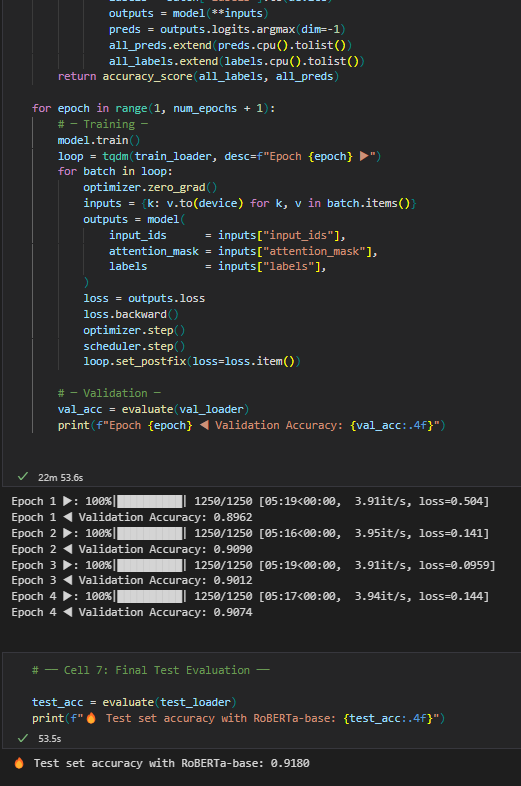 outputs = model(**inputs)
preds = outputs.logits.argmax(dim=-1)
all_preds.extend(preds.cpu().tolist())
all_labels.extend(labels.cpu().tolist())
return accuracy_score(all_labels, all_preds)
for epoch in range(1, num_epochs + 1):
# — Training —
model.train()
loop = tqdm(train_loader, desc=f"Epoch {epoch} ▶")
for batch in loop:
optimizer.zero_grad()
inputs = {k: v.to(device) for k, v in batch.items()}
outputs = model(
input_ids      = inputs["input_ids"],
attention_mask = inputs["attention_mask"],
labels         = inputs["labels"],
)
loss = outputs.loss
loss.backward()
optimizer.step()
scheduler.step()
loop.set_postfix(loss=loss.item())
# — Validation —
val_acc = evaluate(val_loader)
print(f"Epoch {epoch} ◀ Validation Accuracy: {val_acc:.4f}")
✓ 22m 53.6s
Epoch 1 ▶: 100%|██████████| 1250/1250 [05:19<00:00,  3.91it/s, loss=0.504]
Epoch 1 ◀ Validation Accuracy: 0.8962
Epoch 2 ▶: 100%|██████████| 1250/1250 [05:16<00:00,  3.95it/s, loss=0.141]
Epoch 2 ◀ Validation Accuracy: 0.9090
Epoch 3 ▶: 100%|██████████| 1250/1250 [05:19<00:00,  3.91it/s, loss=0.0959]
Epoch 3 ◀ Validation Accuracy: 0.9012
Epoch 4 ▶: 100%|██████████| 1250/1250 [05:17<00:00,  3.94it/s, loss=0.144]
Epoch 4 ◀ Validation Accuracy: 0.9074
# —— Cell 7: Final Test Evaluation ——
test_acc = evaluate(test_loader)
print(f"🔥 Test set accuracy with RoBERTa-base: {test_acc:.4f}")
✓ 53.5s
🔥 Test set accuracy with RoBERTa-base: 0.9180